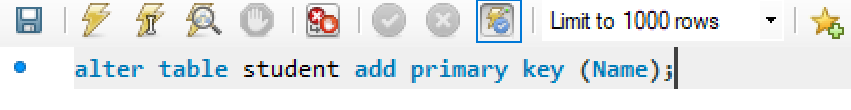 Limit to 1000 rows
alter table student add primary key (Name);